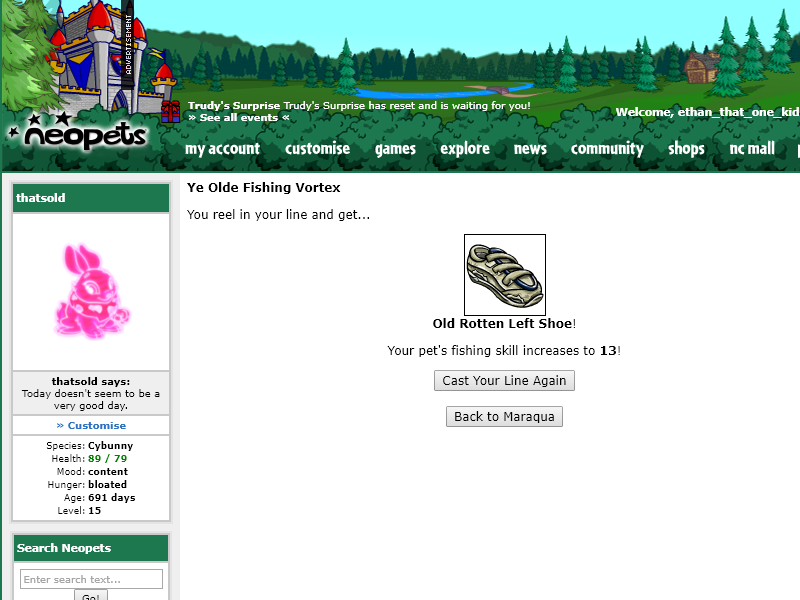 ADVERTISEMENT
Trudy's Surprise Trudy's Surprise has reset and is waiting for you!
» See all events «
Welcome, ethan_that_one_kid
neopets
my account customise games explore news community shops nc mall
thatsold
Ye Olde Fishing Vortex
You reel in your line and get...
Old Rotten Left Shoe!
Your pet's fishing skill increases to 13!
Cast Your Line Again
Back to Maraqua
thatsold says:
Today doesn't seem to be a
very good day.
» Customise
Species: Cybunny
Health: 89 / 79
Mood: content
Hunger: bloated
Age: 691 days
Level: 15
Search Neopets
Enter search text...
Go!